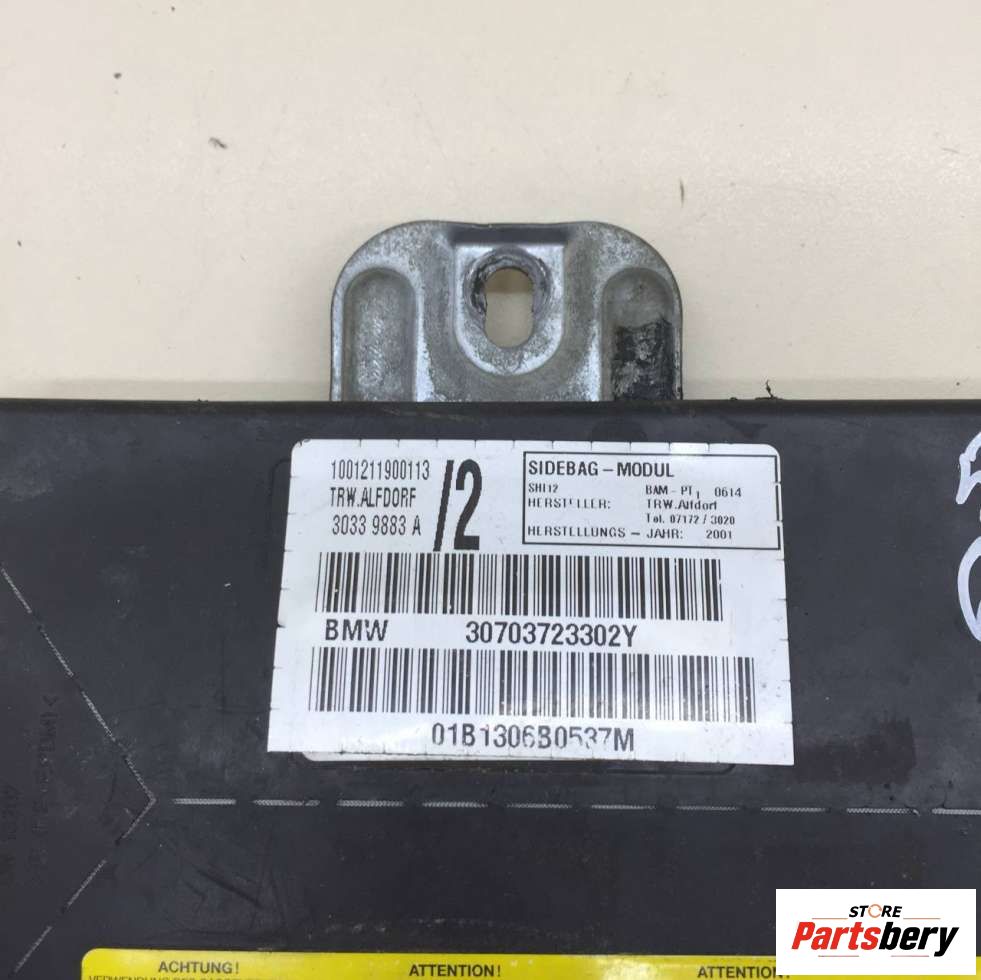 1001211900113
TRW.ALFDORF
3033 9883 A
/2
SIDEBAG - MODUL
SHI12 BAM - PT 1 0614
HERSTELLER: TRW.Alfdorf
Tel. 07172 / 3020
HERSTELLUNGS - JAHR: 2001
BMW 30703723302Y
01B1306B0537M
ACHTUNG! ATTENTION! ATTENTION!
STORE
Partsbery